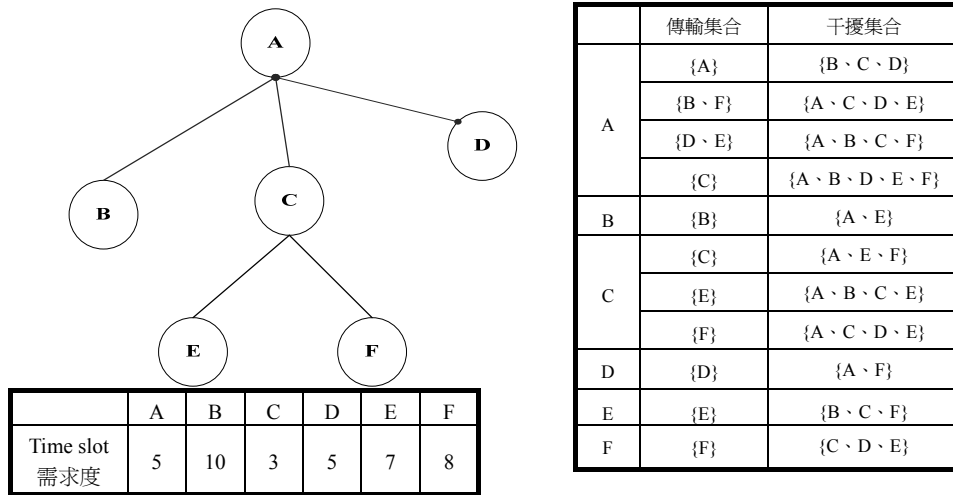 A
B
C
D
E
F
A B C D E F
Time slot
需求度
5 10 3 5 7 8
傳輸集合 干擾集合
A
{A} {B、C、D}
{B、F} {A、C、D、E}
{D、E} {A、B、C、F}
{C} {A、B、D、E、F}
B {B} {A、E}
C
{C} {A、E、F}
{E} {A、B、C、E}
{F} {A、C、D、E}
D {D} {A、F}
E {E} {B、C、F}
F {F} {C、D、E}